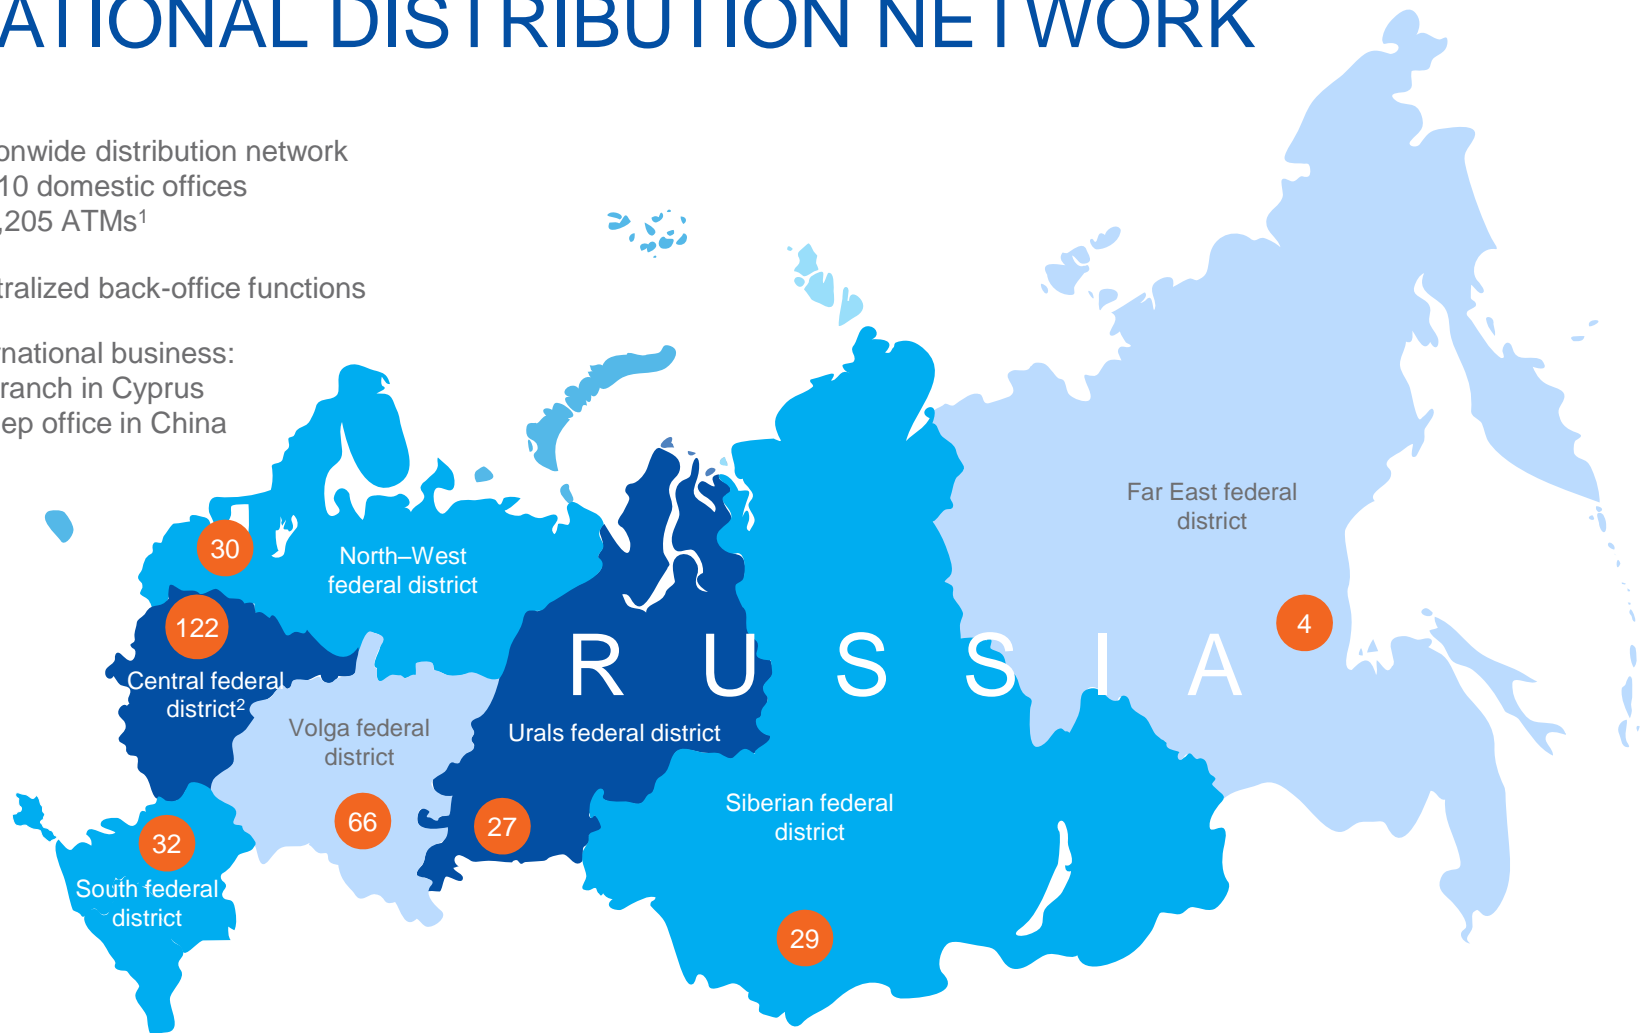 ATIONAL DISTRIBUTION NETWORK
onwide distribution network
10 domestic offices
,205 ATMs¹
tralized back-office functions
rnational business:
ranch in Cyprus
ep office in China
Far East federal
district
30
North–West
federal district
122
4
R U S S I A
Central federal
district²
Volga federal
district
Urals federal district
Siberian federal
district
66
27
32
South federal
district
29